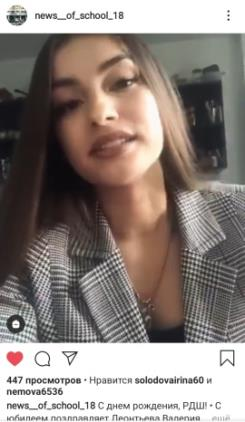 news__of_school_18
447 просмотров • Нравится solodovairina60 и
nemova6536
news__of_school_18 С днем рождения, РДШ! • С
юбилеем поздравляет Леонтьева Валерия... ещё